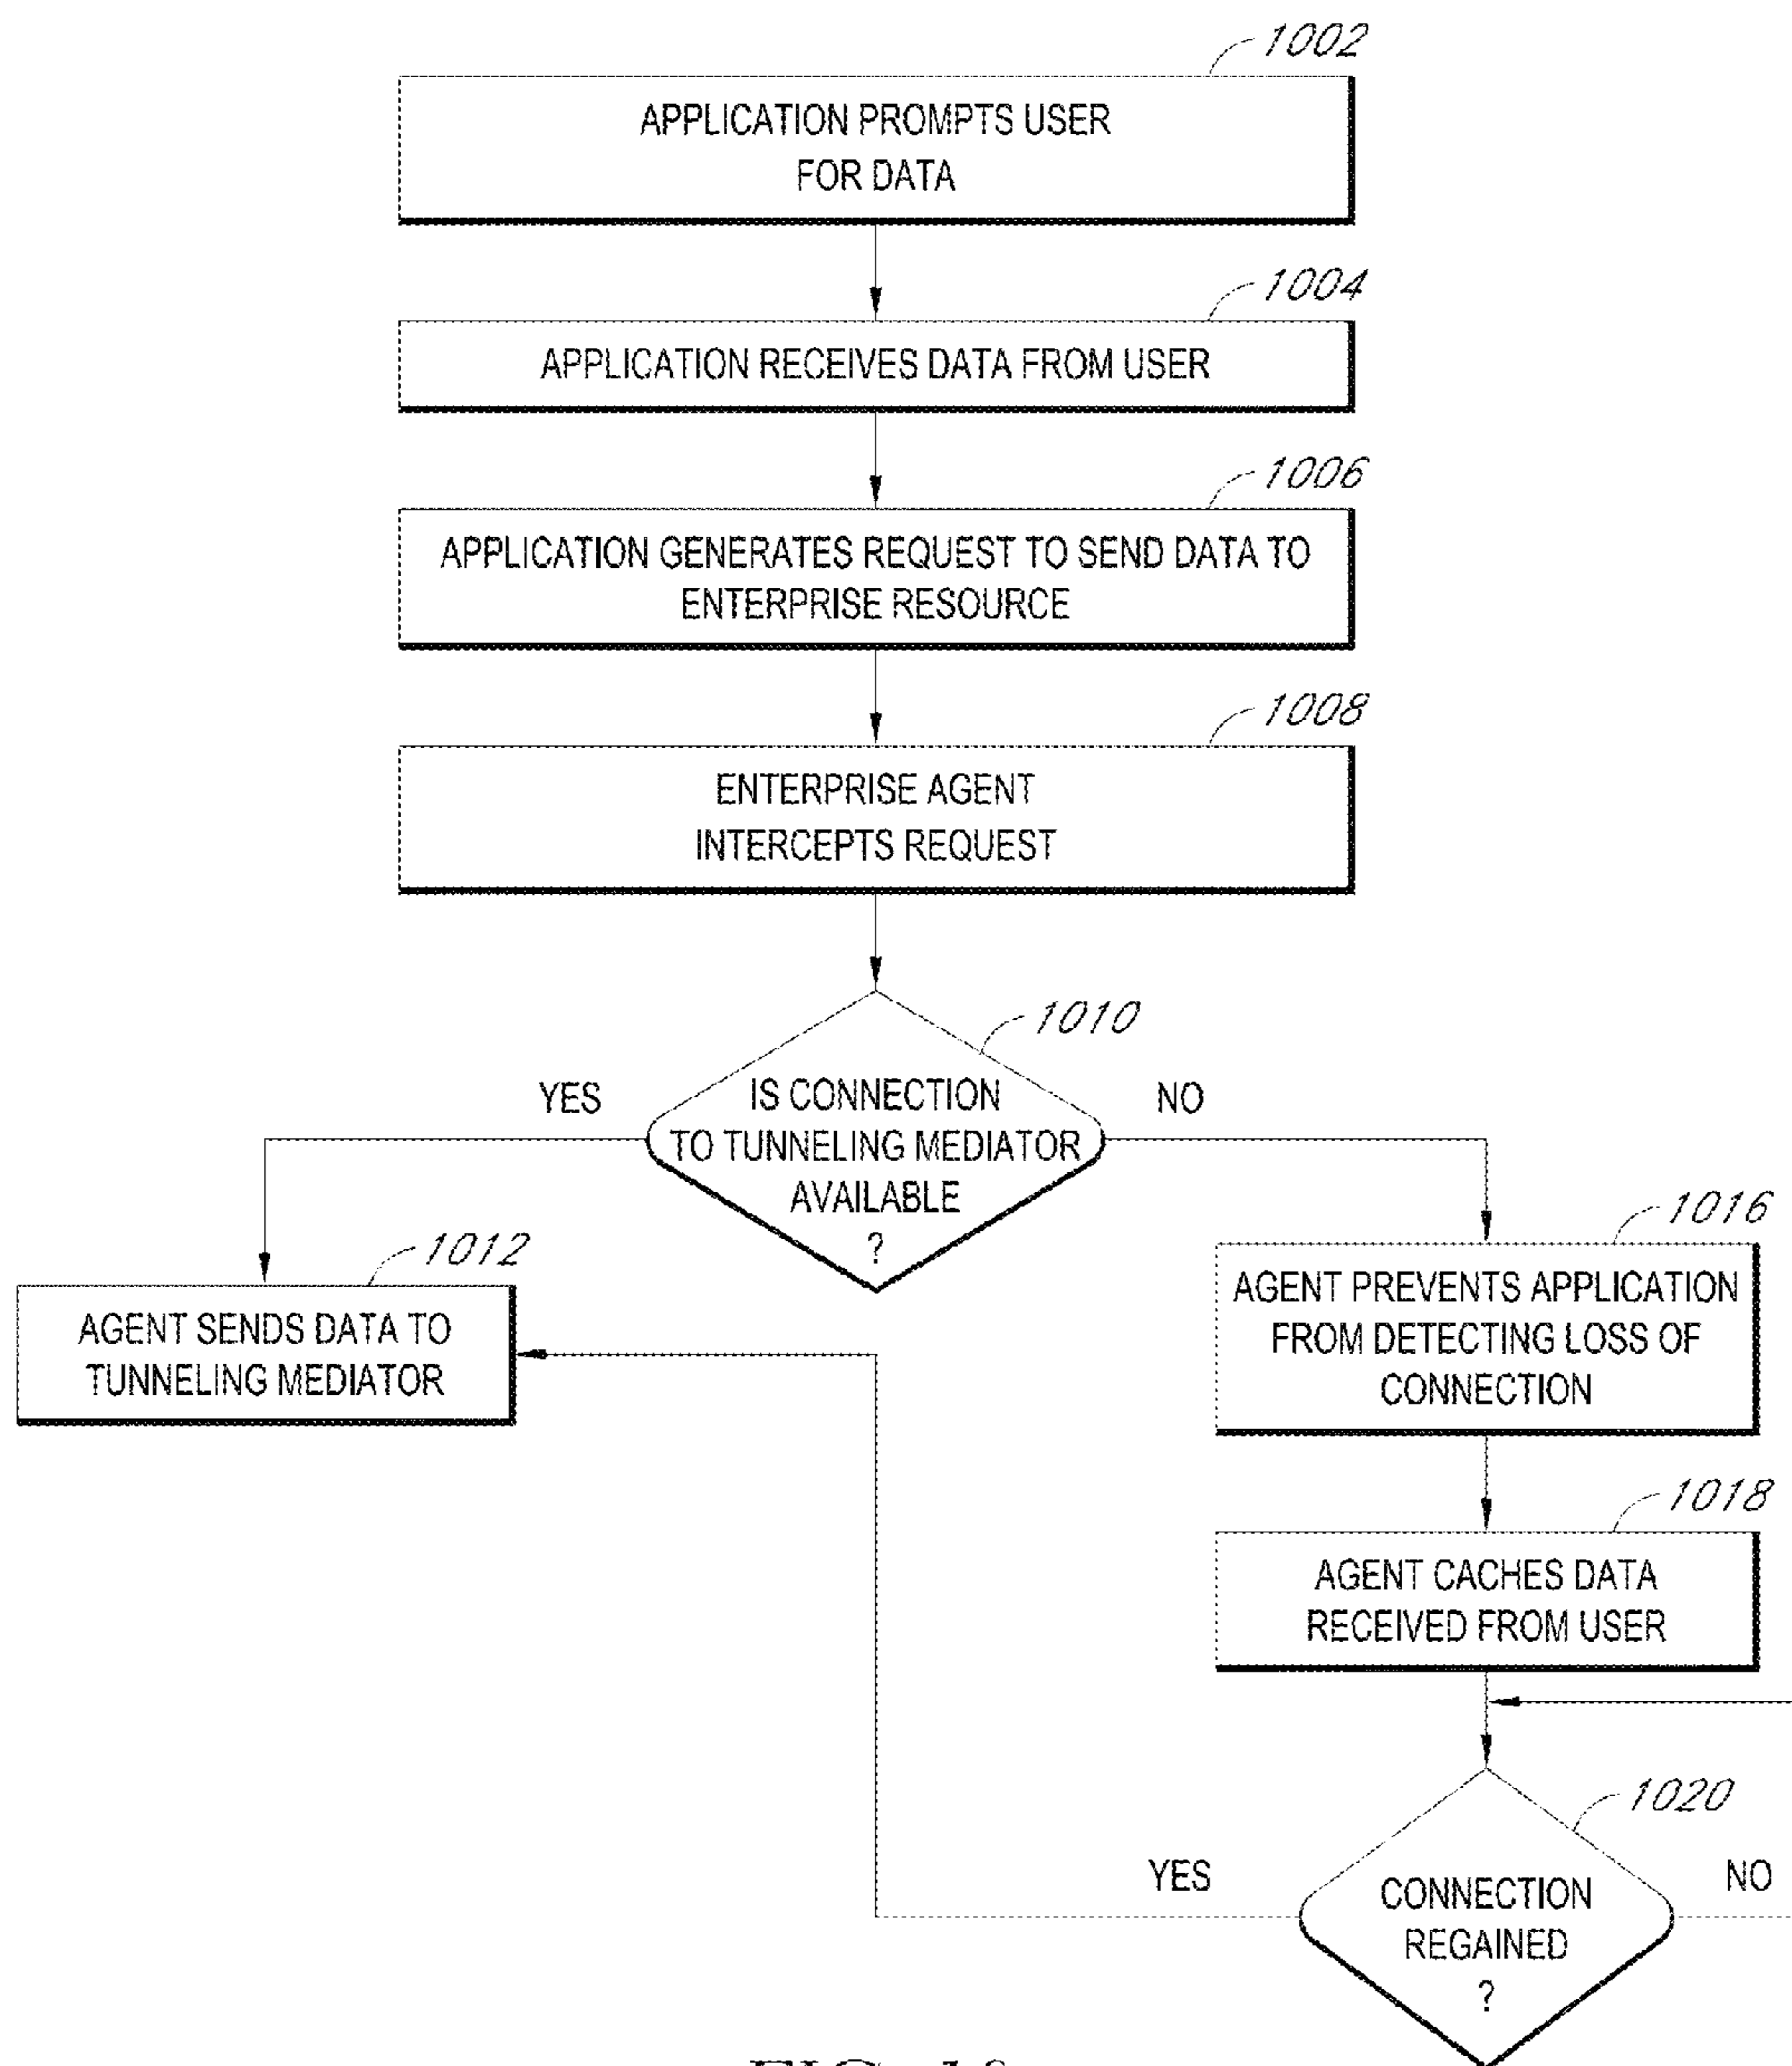 1002
APPLICATION PROMPTS USER
FOR DATA
1004
APPLICATION RECEIVES DATA FROM USER
1006
APPLICATION GENERATES REQUEST TO SEND DATA TO
ENTERPRISE RESOURCE
1008
ENTERPRISE AGENT
INTERCEPTS REQUEST
1010
IS CONNECTION
TO TUNNELING MEDIATOR
AVAILABLE
?
YES
NO
1012
AGENT SENDS DATA TO
TUNNELING MEDIATOR
1016
AGENT PREVENTS APPLICATION
FROM DETECTING LOSS OF
CONNECTION
1018
AGENT CACHES DATA
RECEIVED FROM USER
1020
CONNECTION
REGAINED
?
YES
NO